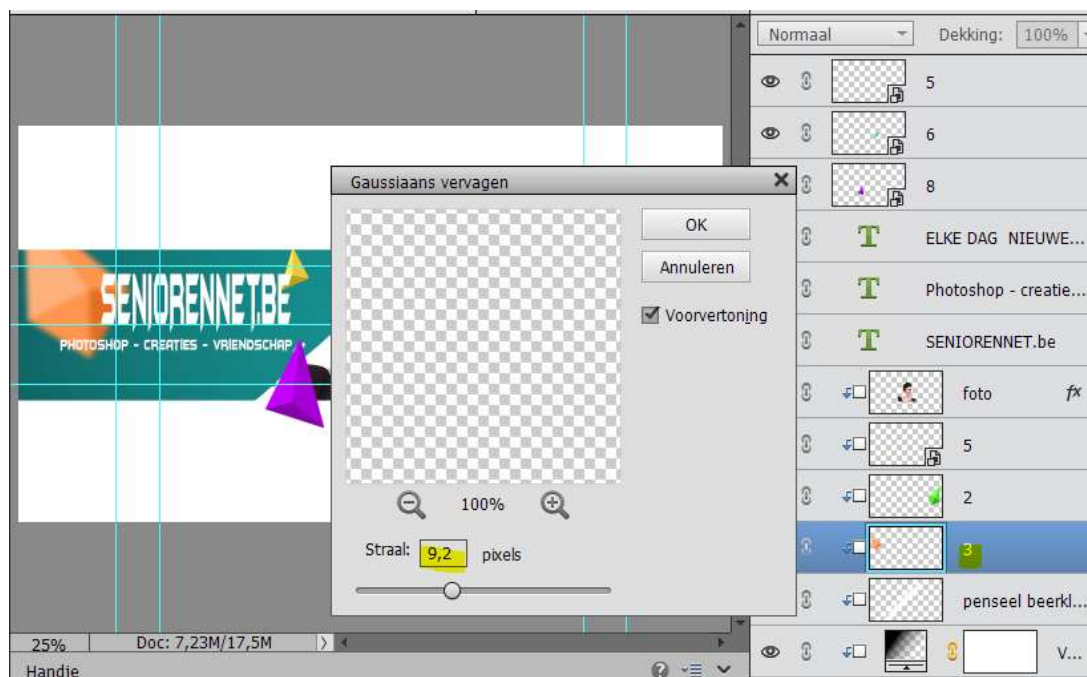 Normaal Dekking: 100%
5
6
8
ELKE DAG NIEUWE...
Photoshop - creatie...
SENIORENNET.be
foto fx
5
2
3
penseel beerkl...
V...
Gaussiaans vervagen
OK
Annuleren
Voorvertoning
100%
Straal: 9,2 pixels
SENIORENNET.BE
PHOTOSHOP - CREATIES - VRIENDSCHAP
25% Doc: 7,23M/17,5M
Handje